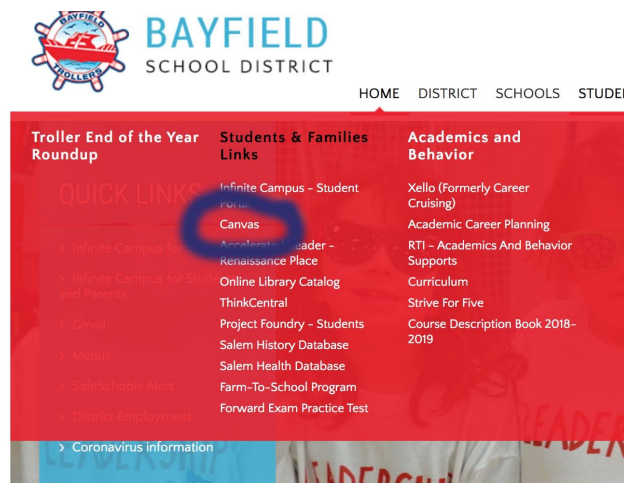 BAYFIELD
TROLLERS
BAYFIELD
SCHOOL DISTRICT
HOME DISTRICT SCHOOLS
Troller End of the Year
Roundup
Students & Families
Links
Infinite Campus - Student
Canvas
Reader -
Renaissance Place
Online Library Catalog
ThinkCentral
Project Foundry - Students
Salem History Database
Salem Health Database
Farm-To-School Program
Forward Exam Practice Test
Academics and
Behavior
Xello (Formerly Career
Cruising)
Academic Career Planning
RTI - Academics And Behavior
Supports
Curriculum
Strive For Five
Course Description Book 2018-
2019
QUICK LINKS
› Infinite Campus for
› Infinite Campus for
and Parents
› Gmail
› Menus
› SafeSchools Alert
› District Employment
› Coronavirus information
LEADERSHIP
LEADERSHIP